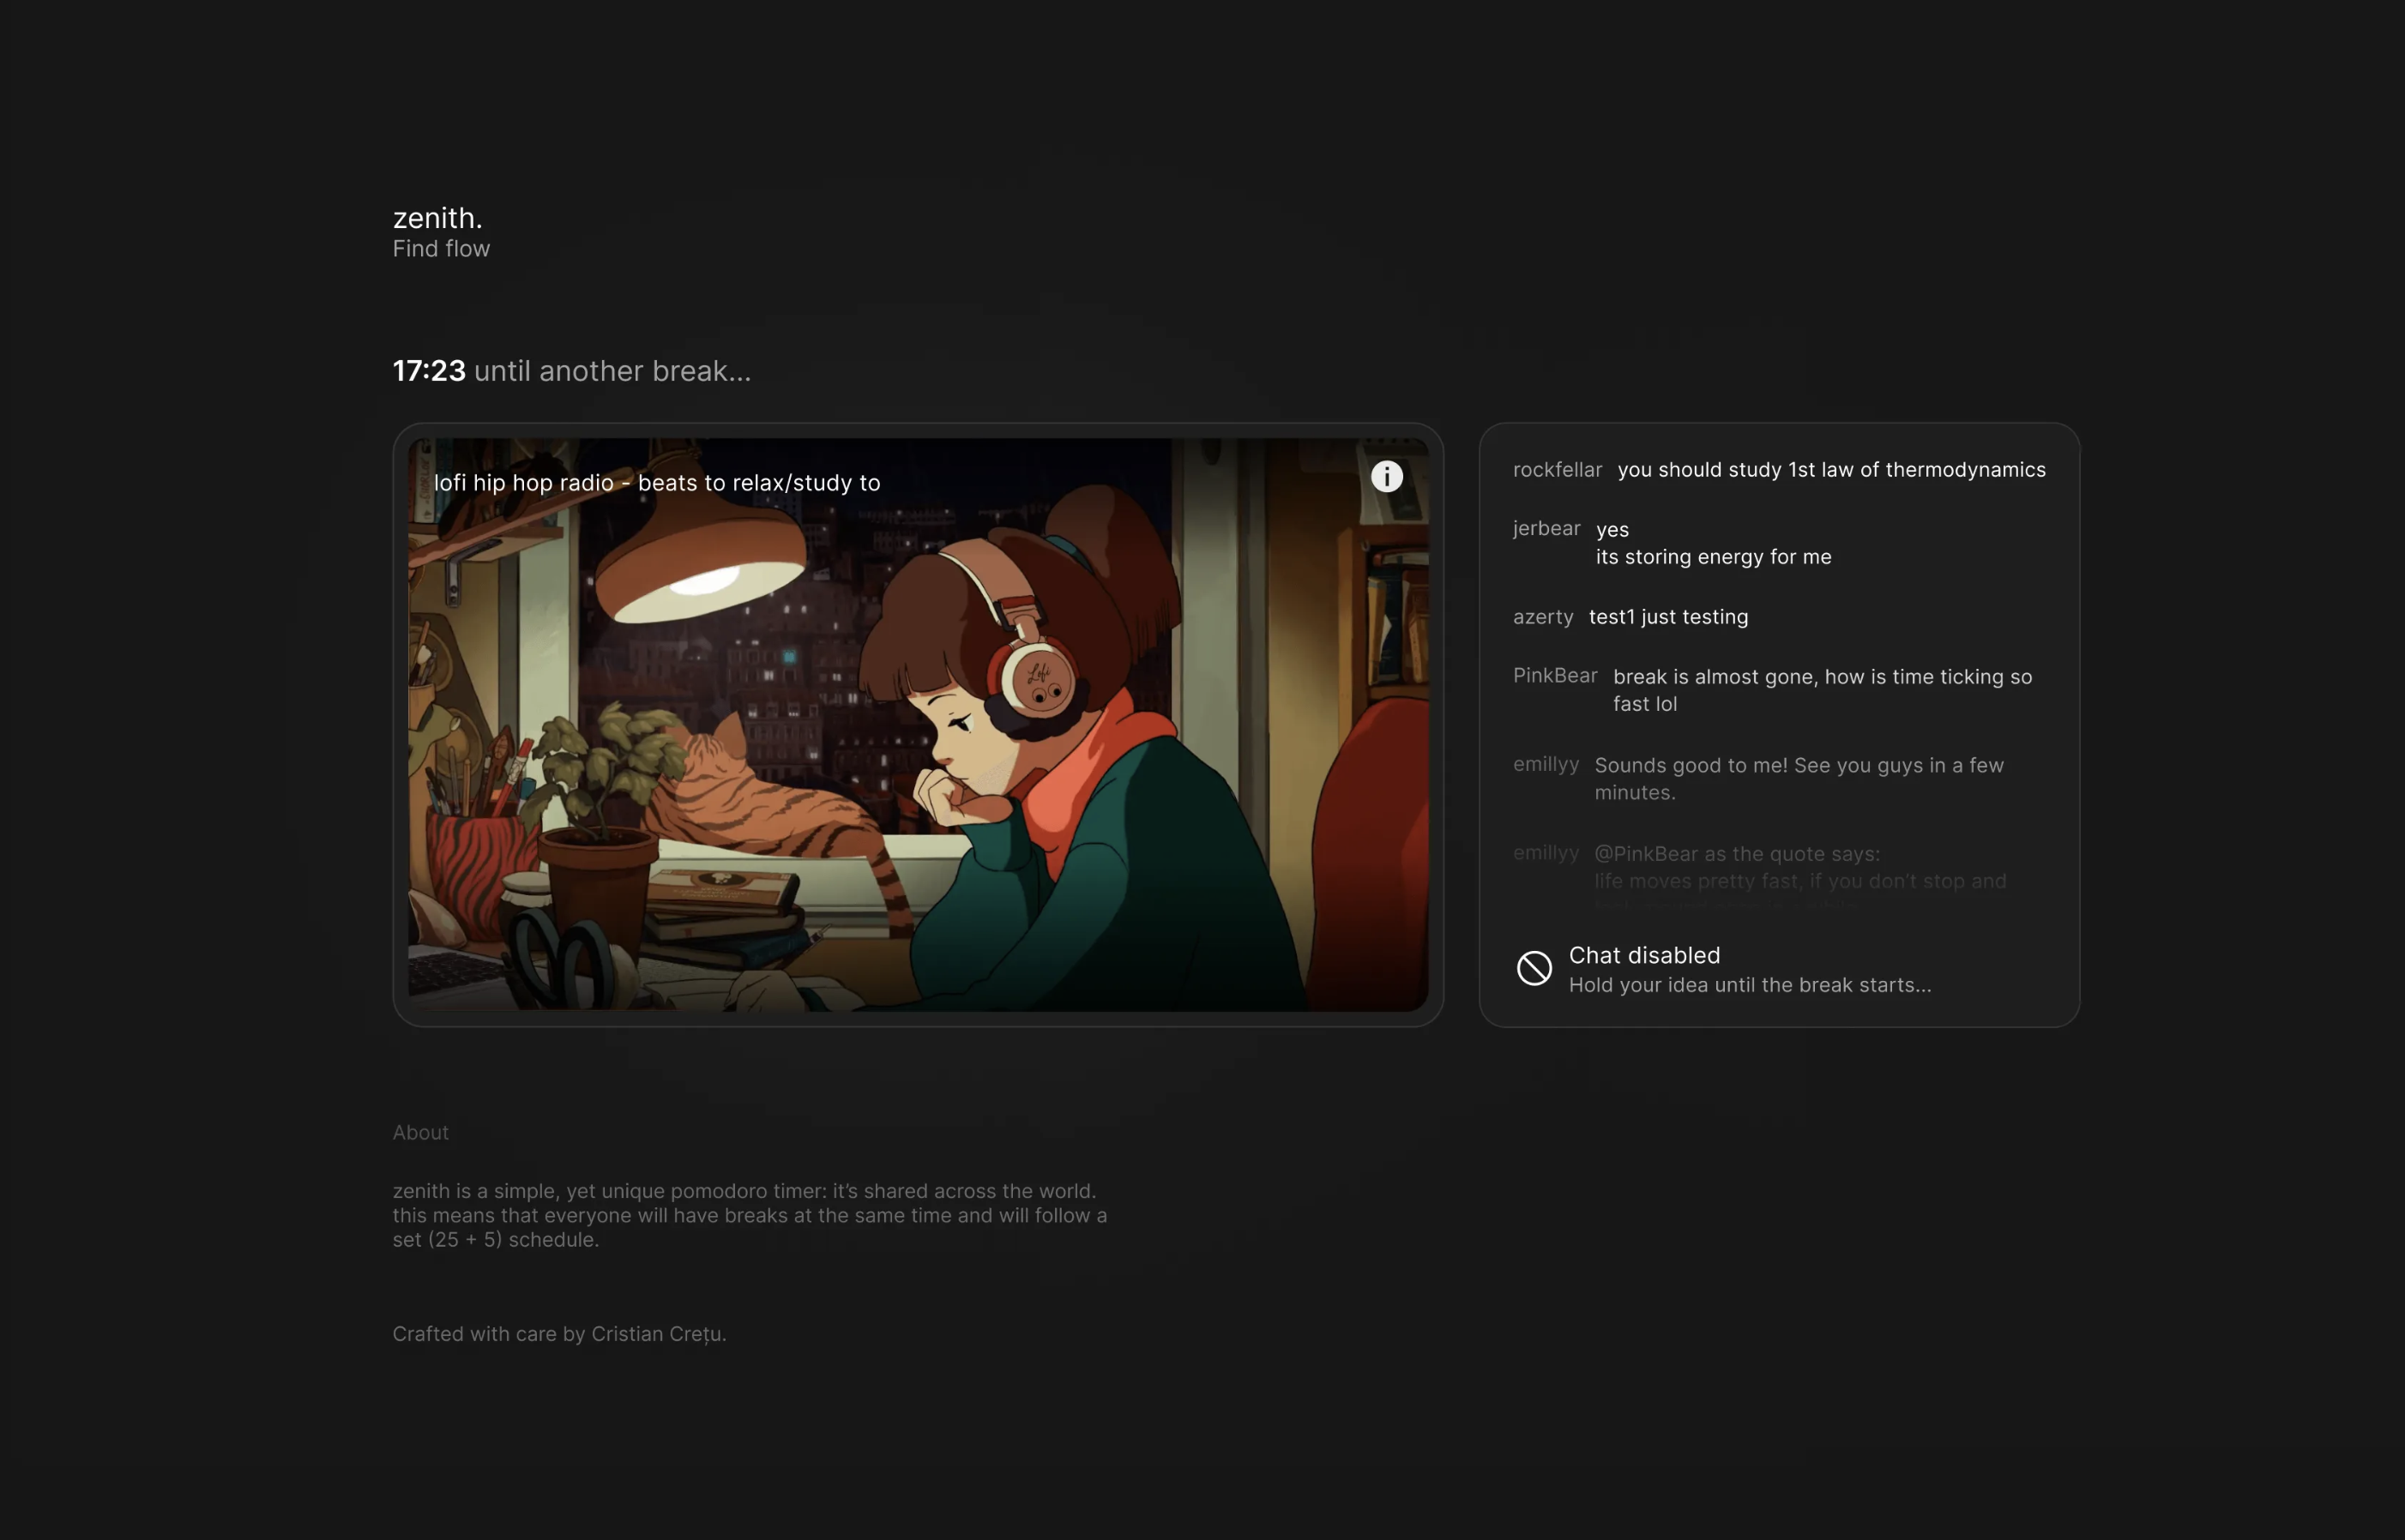 zenith.
Find flow
17:23 until another break...
lofi hip hop radio - beats to relax/study to
Lofi
rockfellar you should study 1st law of thermodynamics
jerbear yes
its storing energy for me
azerty test1 just testing
PinkBear break is almost gone, how is time ticking so
fast lol
emillyy Sounds good to me! See you guys in a few
minutes.
emillyy @PinkBear as the quote says:
life moves pretty fast, if you don't stop and
Chat disabled
Hold your idea until the break starts...
About
zenith is a simple, yet unique pomodoro timer: it’s shared across the world.
this means that everyone will have breaks at the same time and will follow a
set (25 + 5) schedule.
Crafted with care by Cristian Crețu.